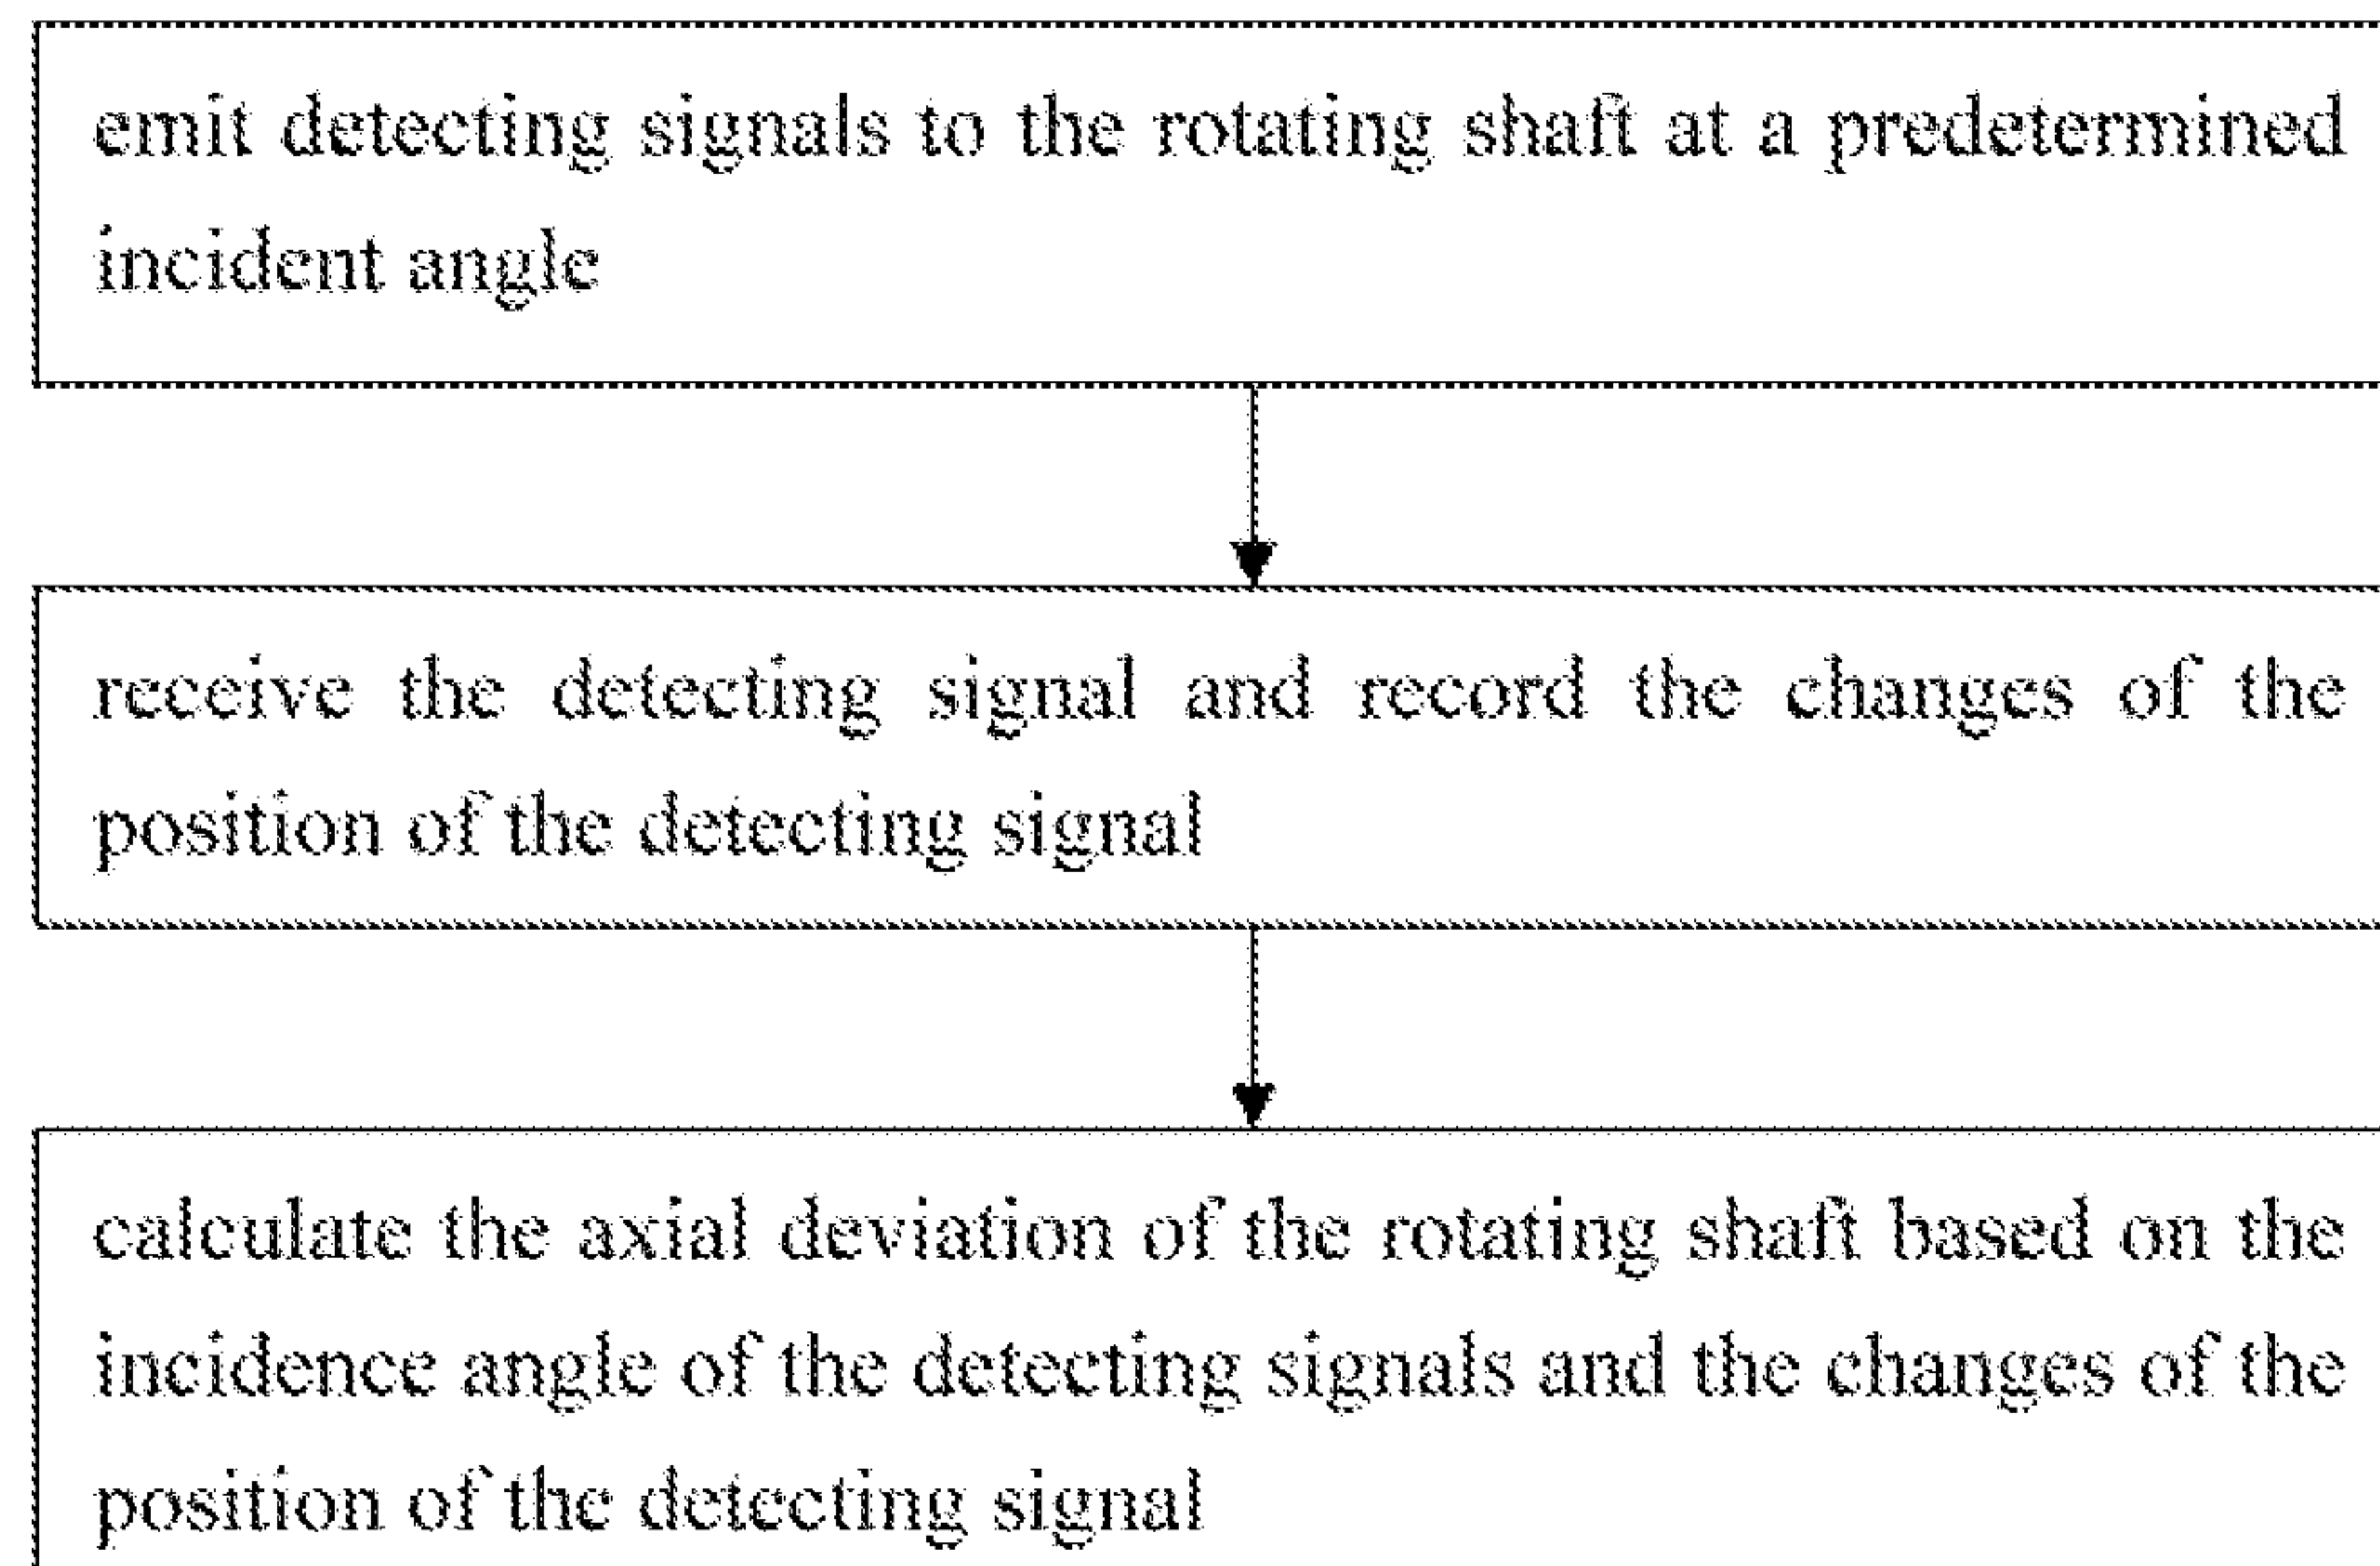 emit detecting signals to the rotating shaft at a predetermined
incident angle
receive the detecting signal and record the changes of the
position of the detecting signal
calculate the axial deviation of the rotating shaft based on the
incidence angle of the detecting signals and the changes of the
position of the detecting signal